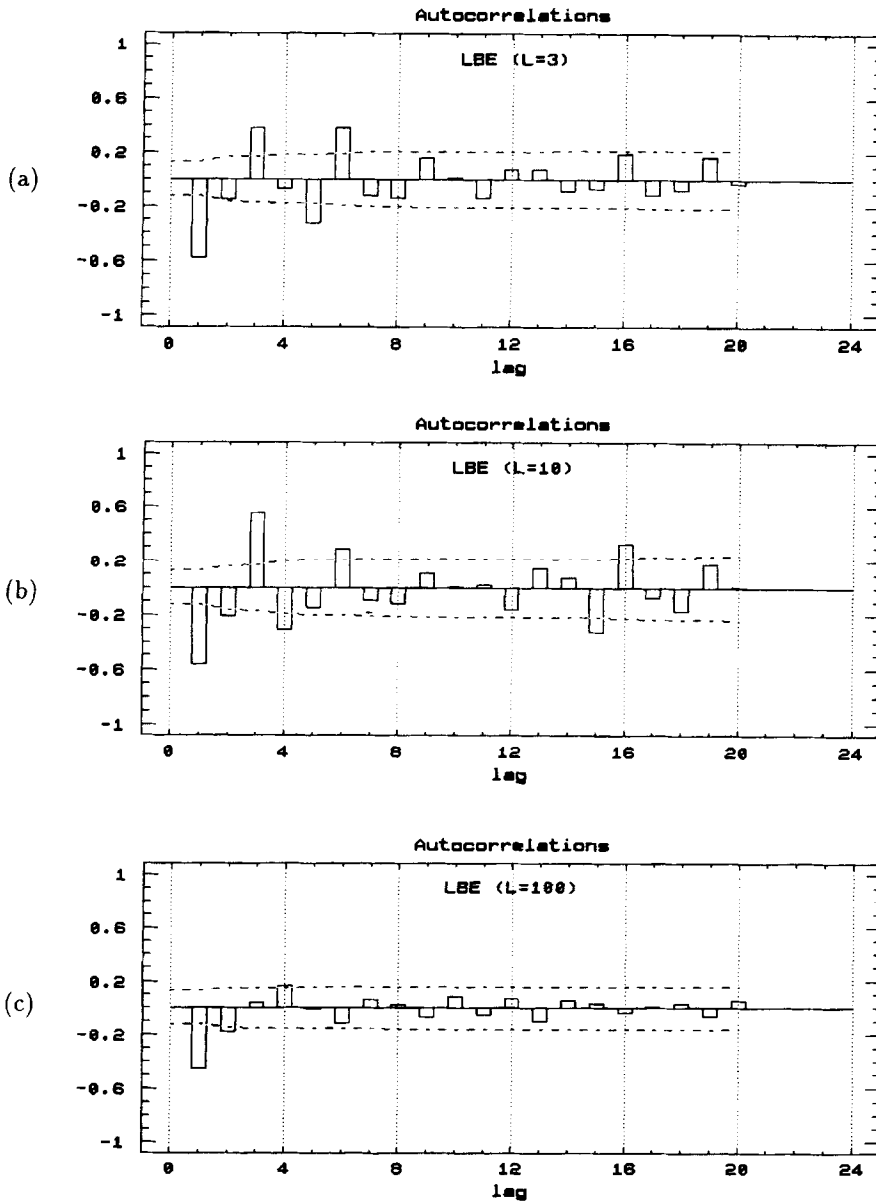 Autocorrelations
LBE (L=3)
(a)
1
0.6
0.2
-0.2
-0.6
-1
0 4 8 12 16 20 24
lag
Autocorrelations
LBE (L=10)
(b)
1
0.6
0.2
-0.2
-0.6
-1
0 4 8 12 16 20 24
lag
Autocorrelations
LBE (L=100)
(c)
1
0.6
0.2
-0.2
-0.6
-1
0 4 8 12 16 20 24
lag